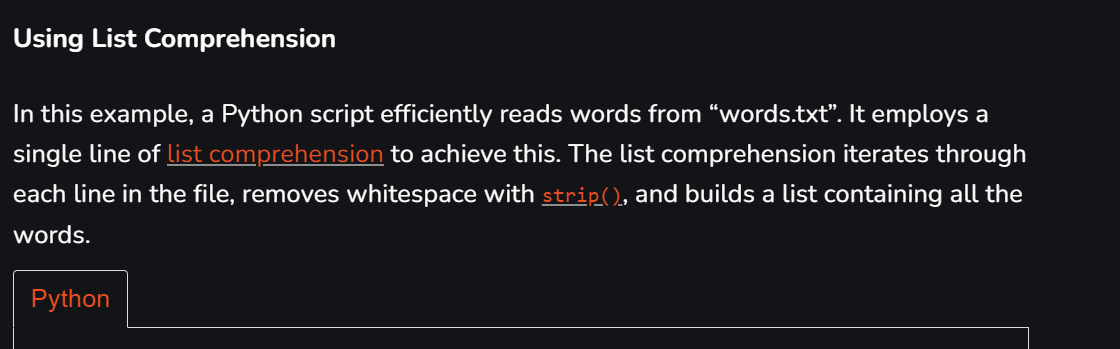 Using List Comprehension
In this example, a Python script efficiently reads words from “words.txt”. It employs a
single line of list comprehension to achieve this. The list comprehension iterates through
each line in the file, removes whitespace with strip(), and builds a list containing all the
words.
Python